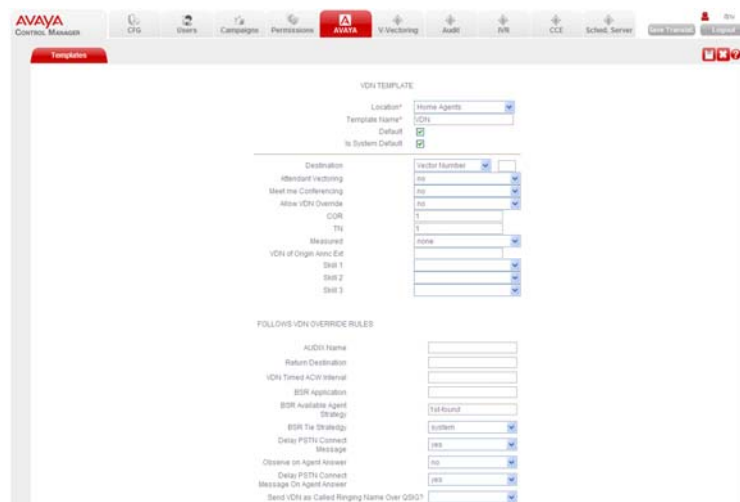 AVAYA
CONTROL MANAGER
CFG
Users
Campaigns
Permissions
AVAYA
V-Vectoring
Audit
IVR
CCE
Sched. Server
Logout
Templates
VDN TEMPLATE
Location* Home Agents
Template Name* VDN
Default
Is System Default
Destination Vector Number
Attendant Vectoring no
Meet me Conferencing no
Allow VDN Override no
COR 1
TN 1
Measured none
VDN of Origin Annc Ext
Skill 1
Skill 2
Skill 3
FOLLOWS VDN OVERRIDE RULES
AUDIX Name
Return Destination
VDN Timed ACW Interval
BSR Application
BSR Available Agent
Strategy 1st-found
BSR Tie Stratedgy system
Delay PSTN Connect
Message yes
Observe on Agent Answer no
Delay PSTN Connect
Message On Agent Answer yes
Send VDN as Called Ringing Name Over QSIG?